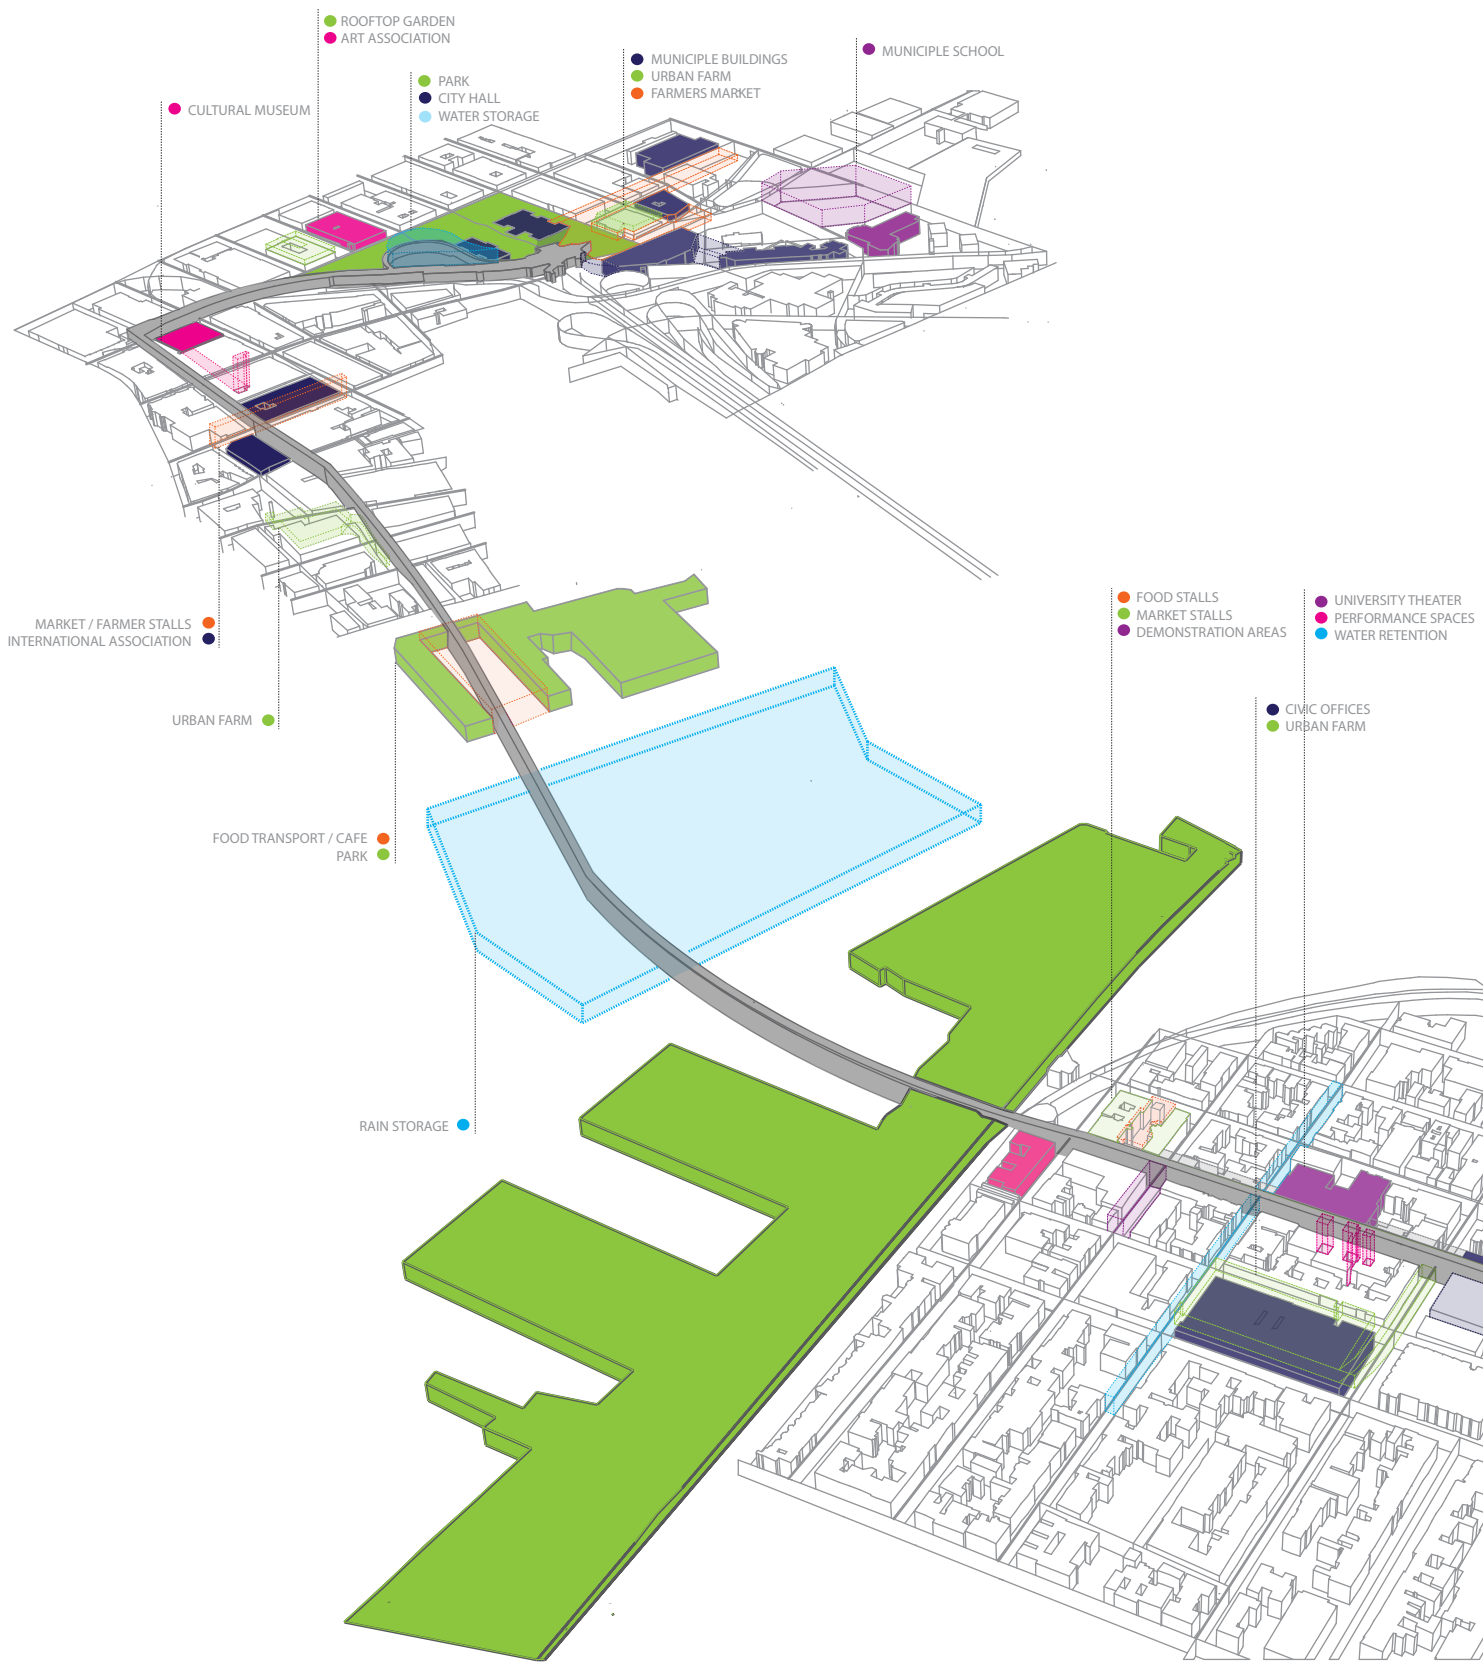 ROOFTOP GARDEN
ART ASSOCIATION
MUNICIPLE BUILDINGS
URBAN FARM
FARMERS MARKET
MUNICIPLE SCHOOL
PARK
CITY HALL
WATER STORAGE
CULTURAL MUSEUM
MARKET / FARMER STALLS
INTERNATIONAL ASSOCIATION
FOOD STALLS
MARKET STALLS
DEMONSTRATION AREAS
UNIVERSITY THEATER
PERFORMANCE SPACES
WATER RETENTION
URBAN FARM
CIVIC OFFICES
URBAN FARM
FOOD TRANSPORT / CAFE
PARK
RAIN STORAGE